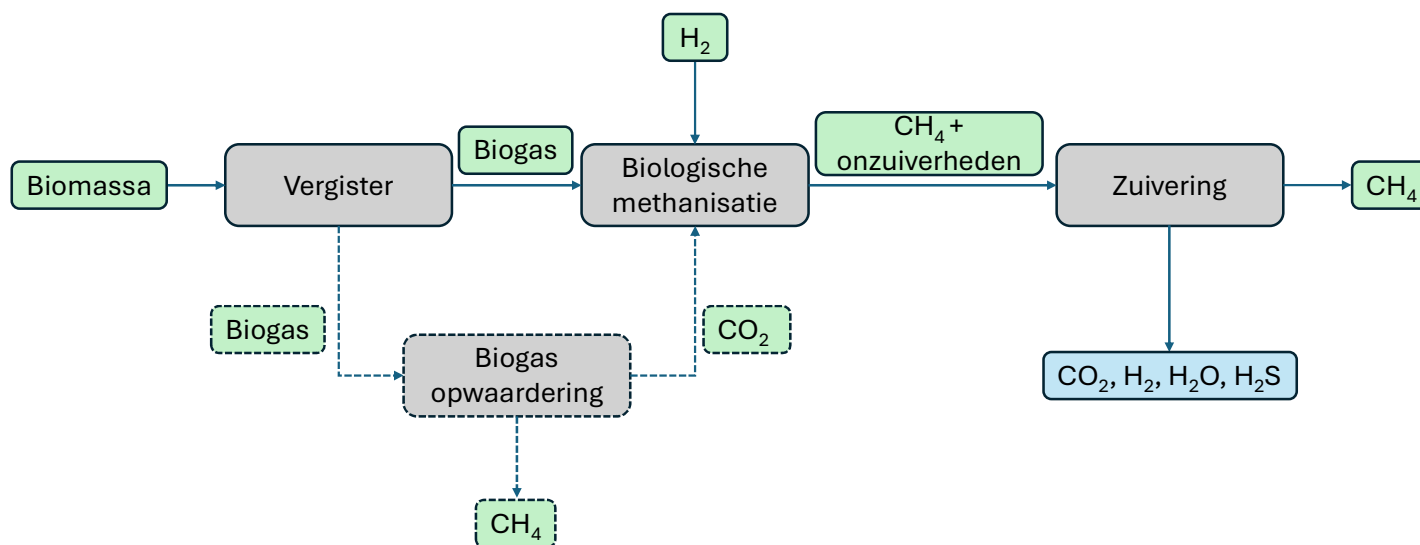 H₂
CH₄ +
onzuiverheden
Biogas
Biomassa
Vergister
Biologische
methanisatie
Zuivering
CH₄
Biogas
CO₂
Biogas
opwaardering
CO₂, H₂, H₂O, H₂S
CH₄